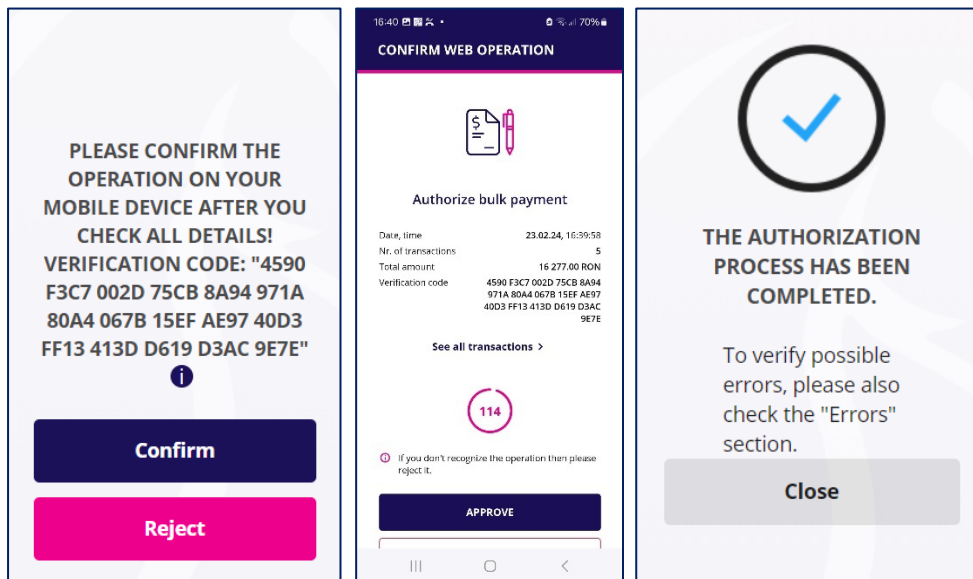 PLEASE CONFIRM THE
OPERATION ON YOUR
MOBILE DEVICE AFTER YOU
CHECK ALL DETAILS!
VERIFICATION CODE: "4590
F3C7 002D 75CB 8A94 971A
80A4 067B 15EF AE97 40D3
FF13 413D D619 D3AC 9E7E"
i
Confirm
Reject
16:40
70%
CONFIRM WEB OPERATION
$
Authorize bulk payment
Date, time 23.02.24, 16:39:58
Nr. of transactions 5
Total amount 16 277.00 RON
Verification code 4590 F3C7 002D 75CB 8A94
971A 80A4 067B 15EF AE97
40D3 FF13 413D D619 D3AC
9E7E
See all transactions >
114
If you don't recognize the operation then please
reject it.
APPROVE
THE AUTHORIZATION
PROCESS HAS BEEN
COMPLETED.
To verify possible
errors, please also
check the "Errors"
section.
Close